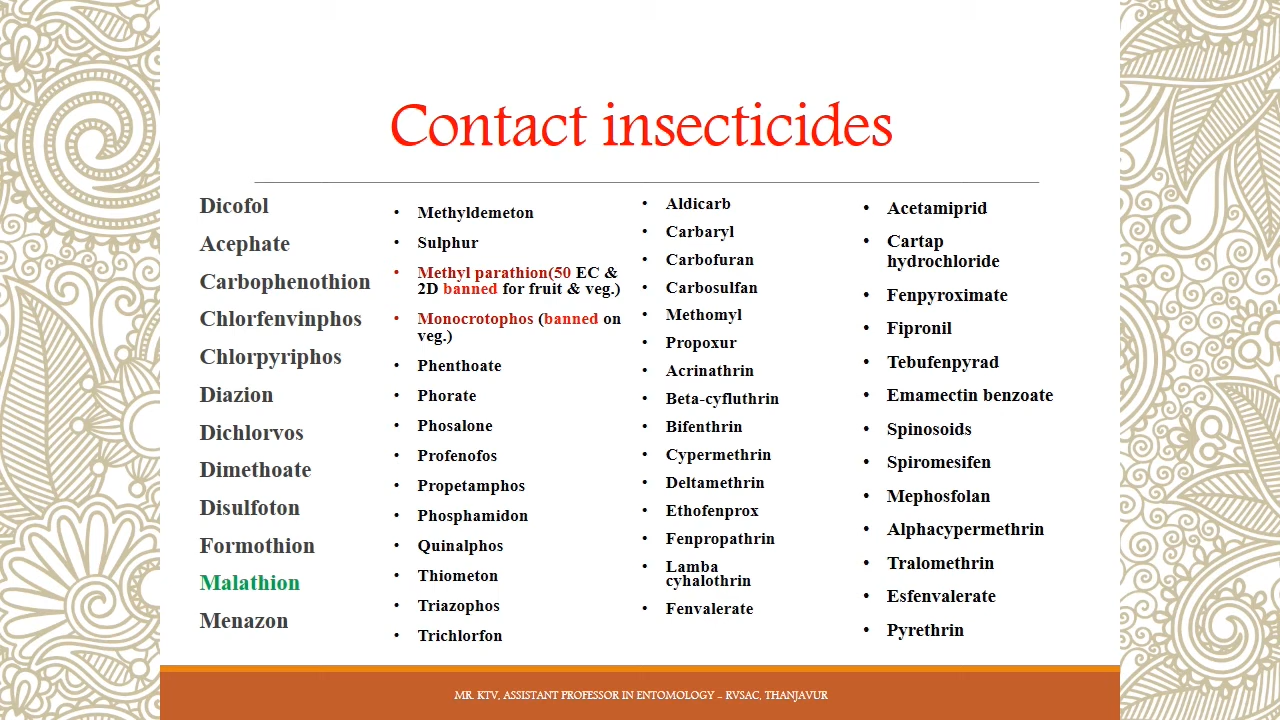 Contact insecticides
Dicofol
Acephate
Carbophenothion
Chlorfenvinphos
Chlorpyriphos
Diazion
Dichlorvos
Dimethoate
Disulfoton
Formothion
Malathion
Menazon
• Methyldemeton
• Sulphur
• Methyl parathion(50 EC &
2D banned for fruit & veg.)
• Monocrotophos (banned on
veg.)
• Phenthoate
• Phorate
• Phosalone
• Profenofos
• Propetamphos
• Phosphamidon
• Quinalphos
• Thiometon
• Triazophos
• Trichlorfon
• Aldicarb
• Carbaryl
• Carbofuran
• Carbosulfan
• Methomyl
• Propoxur
• Acrinathrin
• Beta-cyfluthrin
• Bifenthrin
• Cypermethrin
• Deltamethrin
• Ethofenprox
• Fenpropathrin
• Lamba
cyhalothrin
• Fenvalerate
• Acetamiprid
• Cartap
hydrochloride
• Fenpyroximate
• Fipronil
• Tebufenpyrad
• Emamectin benzoate
• Spinosoids
• Spiromesifen
• Mephosfolan
• Alphacypermethrin
• Tralomethrin
• Esfenvalerate
• Pyrethrin
MR. KTV, ASSISTANT PROFESSOR IN ENTOMOLOGY – RVSAC, THANJAVUR